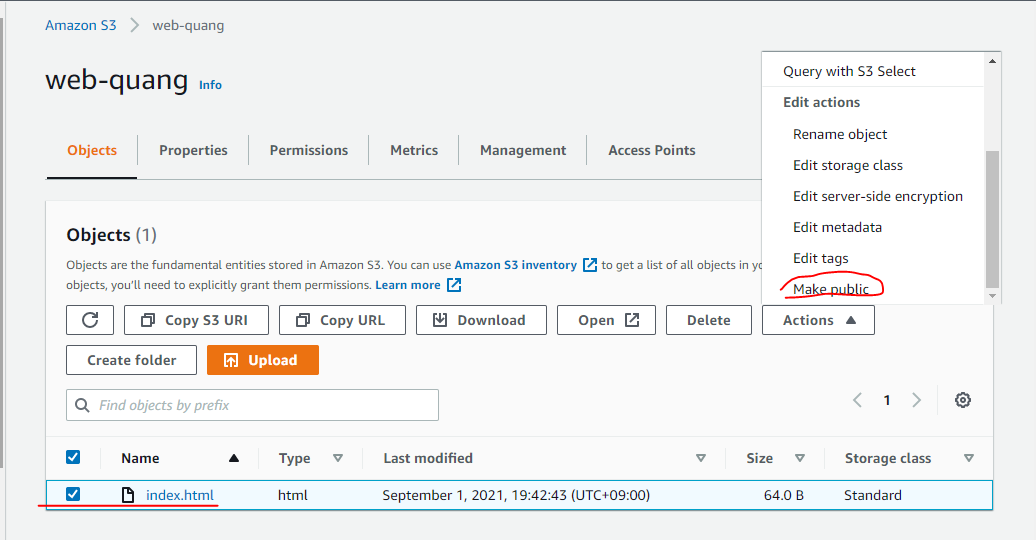 Amazon S3 > web-quang
web-quang Info
Query with S3 Select
Edit actions
Rename object
Edit storage class
Edit server-side encryption
Edit metadata
Edit tags
Make public
Objects Properties Permissions Metrics Management Access Points
Objects (1)
Objects are the fundamental entities stored in Amazon S3. You can use Amazon S3 inventory to get a list of all objects in
objects, you'll need to explicitly grant them permissions. Learn more
Copy S3 URI Copy URL Download Open Delete Actions
Create folder Upload
Find objects by prefix 1
Name Type Last modified Size Storage class
index.html html September 1, 2021, 19:42:43 (UTC+09:00) 64.0 B Standard